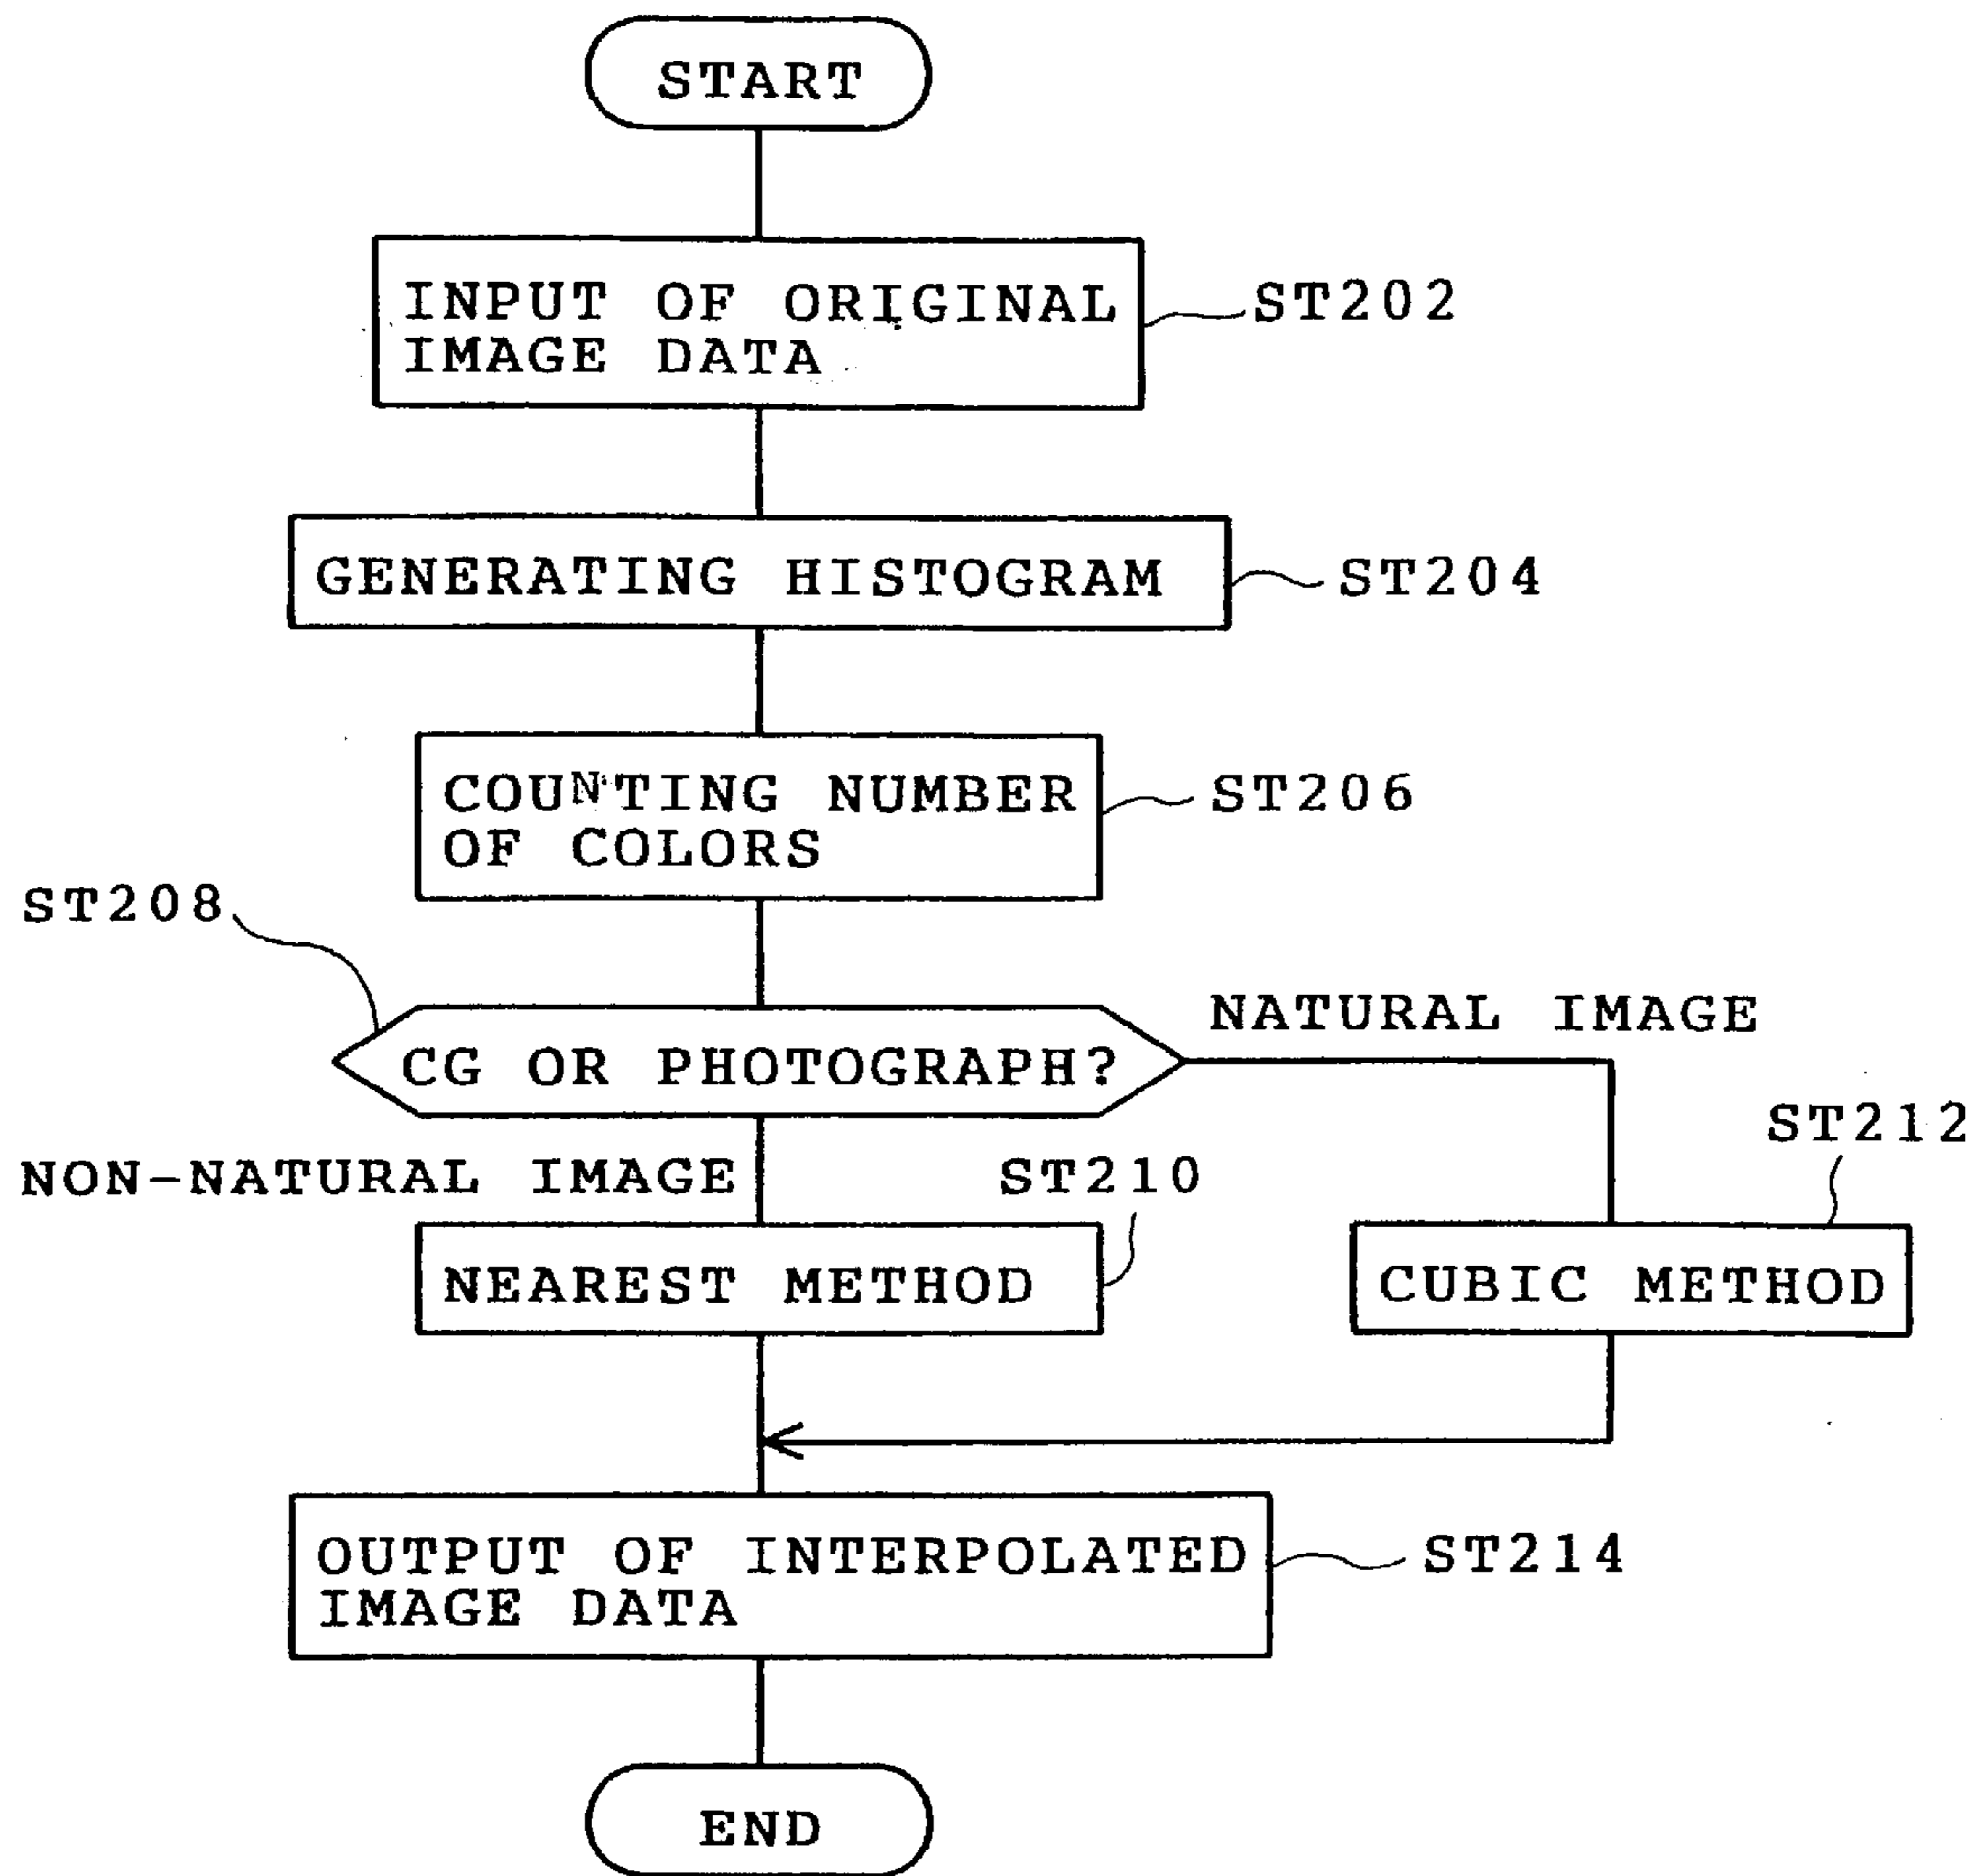 START
INPUT OF ORIGINAL
IMAGE DATA
ST202
GENERATING HISTOGRAM
ST204
COUNTING NUMBER
OF COLORS
ST206
ST208
CG OR PHOTOGRAPH?
NATURAL IMAGE
NON-NATURAL IMAGE
ST210
ST212
NEAREST METHOD
CUBIC METHOD
OUTPUT OF INTERPOLATED
IMAGE DATA
ST214
END